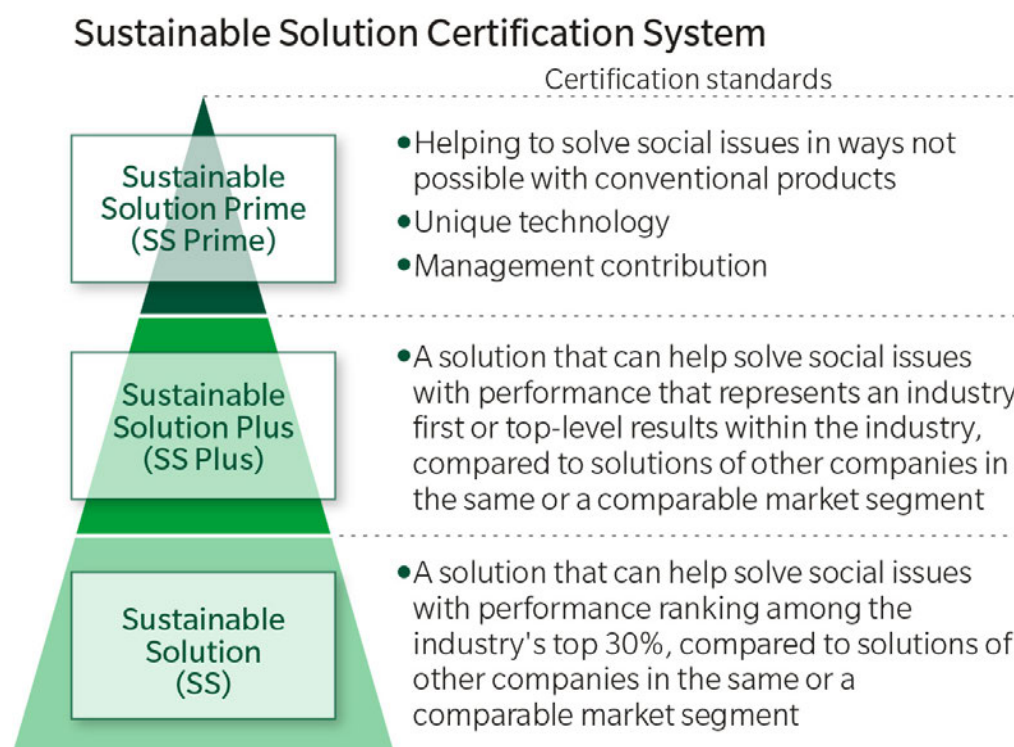 Sustainable Solution Certification System
Certification standards
Sustainable
Solution Prime
(SS Prime)
•Helping to solve social issues in ways not
possible with conventional products
•Unique technology
•Management contribution
Sustainable
Solution Plus
(SS Plus)
•A solution that can help solve social issues
with performance that represents an industry
first or top-level results within the industry,
compared to solutions of other companies in
the same or a comparable market segment
Sustainable
Solution
(SS)
•A solution that can help solve social issues
with performance ranking among the
industry's top 30%, compared to solutions of
other companies in the same or a
comparable market segment